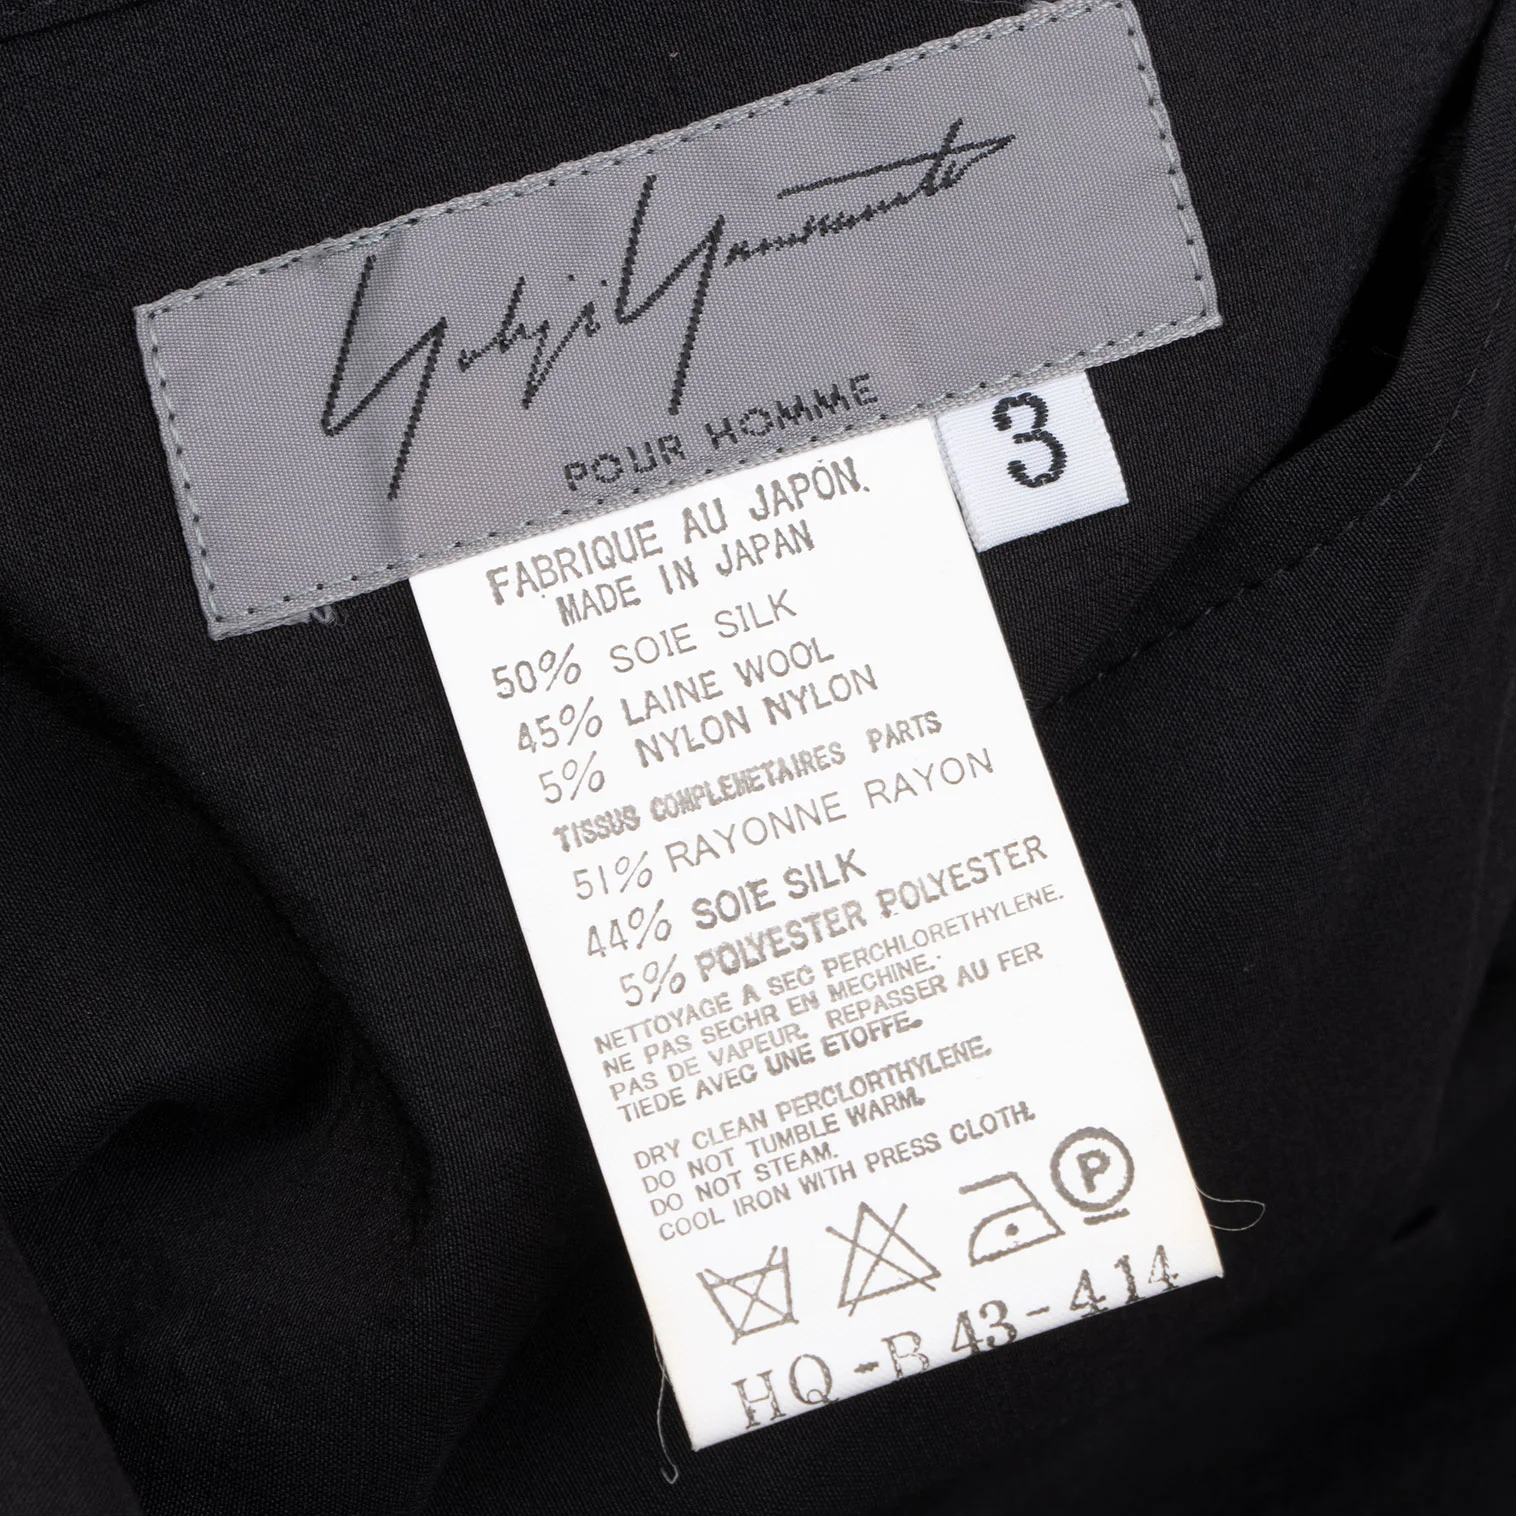 Yohji Yamamoto
POUR HOMME
3
FABRIQUE AU JAPON.
MADE IN JAPAN
50% SOIE SILK
45% LAINE WOOL
5% NYLON NYLON
TISSUS COMPLEMETAIRES PARTS
51% RAYONNE RAYON
44% SOIE SILK
5% POLYESTER POLYESTER
NETTOYAGE A SEC PERCHLORETHYLENE.
NE PAS SECHR EN MECHINE.
PAS DE VAPEUR. REPASSER AU FER
TIEDE AVEC UNE ETOFFE.
DRY CLEAN PERCLORTHYLENE.
DO NOT TUMBLE WARM.
DO NOT STEAM.
COOL IRON WITH PRESS CLOTH.
P
HQ-B43-414